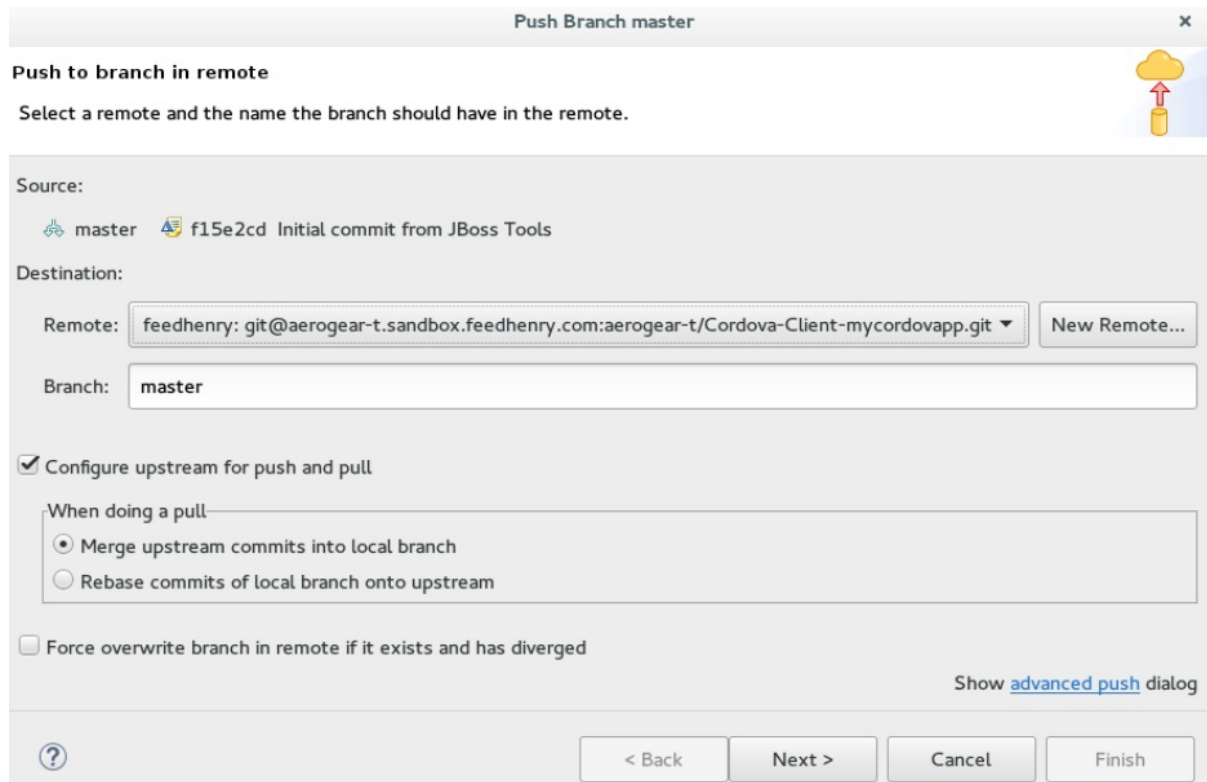 Push Branch master
×
Push to branch in remote
Select a remote and the name the branch should have in the remote.
Source:
master f15e2cd Initial commit from JBoss Tools
Destination:
Remote: feedhenry: git@aerogear-t.sandbox.feedhenry.com:aerogear-t/Cordova-Client-mycordovapp.git New Remote...
Branch: master
Configure upstream for push and pull
When doing a pull
Merge upstream commits into local branch
Rebase commits of local branch onto upstream
Force overwrite branch in remote if it exists and has diverged
Show advanced push dialog
? < Back Next > Cancel Finish